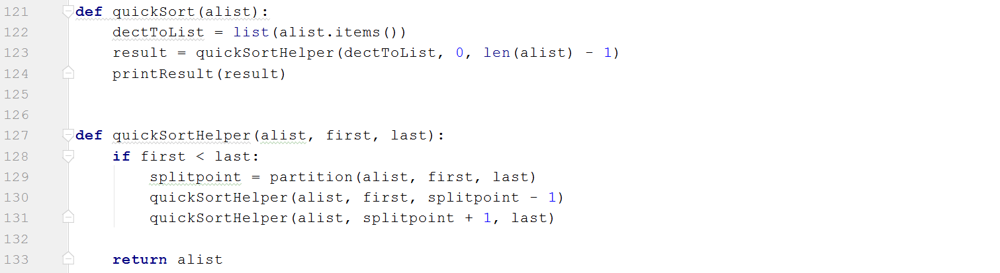 121 def quickSort(alist):
122     dectToList = list(alist.items())
123     result = quickSortHelper(dectToList, 0, len(alist) - 1)
124     printResult(result)
125
126
127 def quickSortHelper(alist, first, last):
128     if first < last:
129         splitpoint = partition(alist, first, last)
130         quickSortHelper(alist, first, splitpoint - 1)
131         quickSortHelper(alist, splitpoint + 1, last)
132
133     return alist